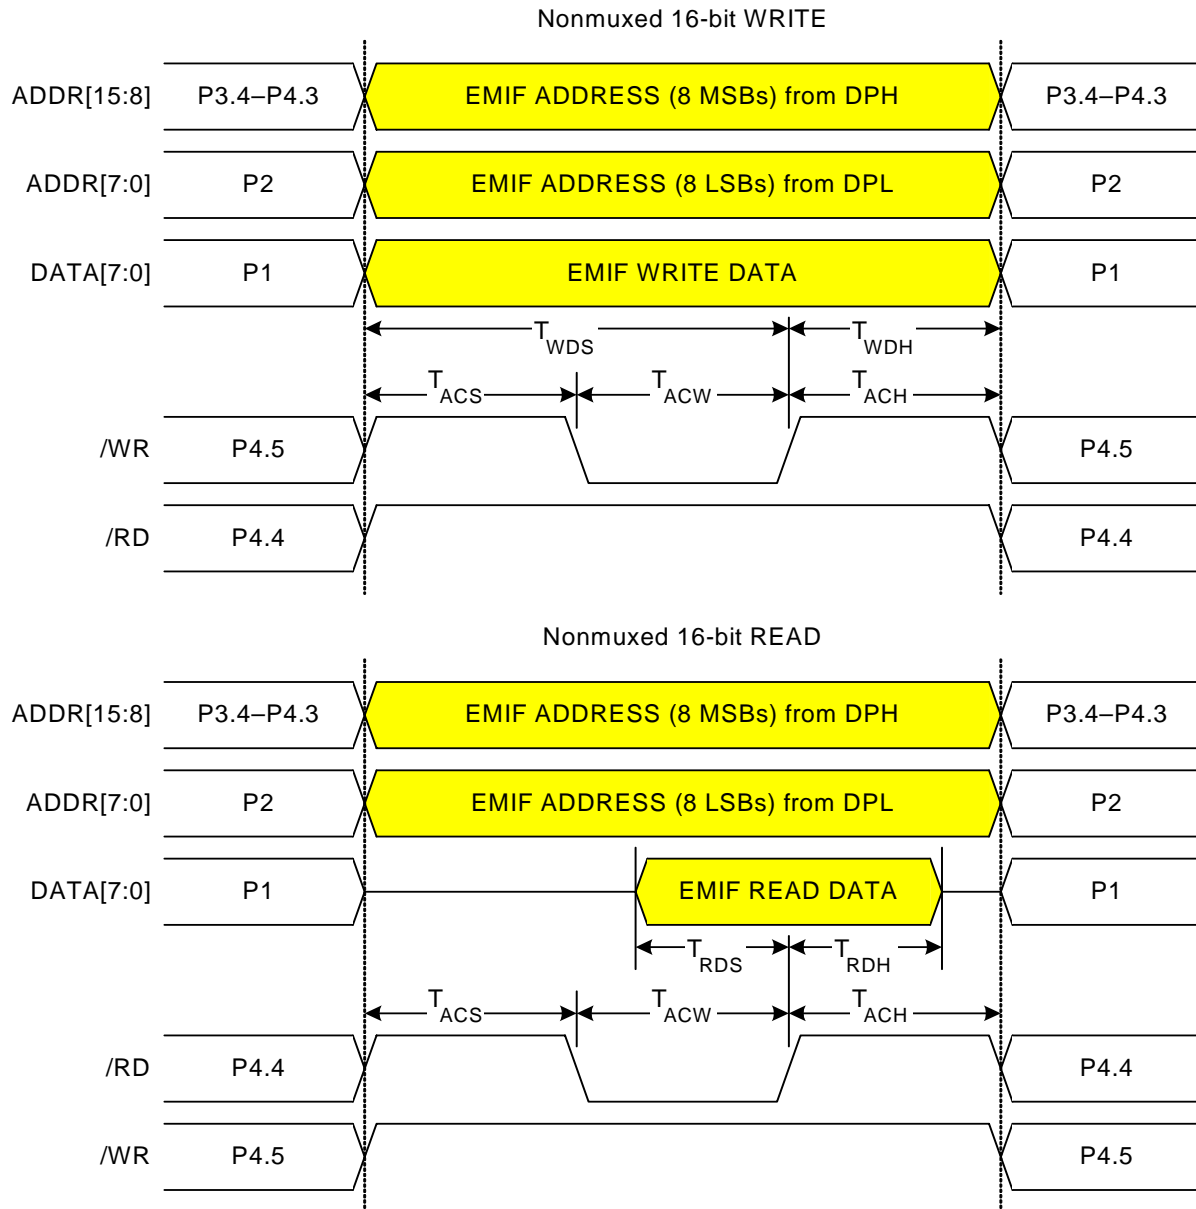 Nonmuxed 16-bit WRITE
ADDR[15:8] P3.4–P4.3 EMIF ADDRESS (8 MSBs) from DPH P3.4–P4.3
ADDR[7:0] P2 EMIF ADDRESS (8 LSBs) from DPL P2
DATA[7:0] P1 EMIF WRITE DATA P1
TWDS TWDH
TACS TACW TACH
/WR P4.5 P4.5
/RD P4.4 P4.4
Nonmuxed 16-bit READ
ADDR[15:8] P3.4–P4.3 EMIF ADDRESS (8 MSBs) from DPH P3.4–P4.3
ADDR[7:0] P2 EMIF ADDRESS (8 LSBs) from DPL P2
DATA[7:0] P1 EMIF READ DATA P1
TRDS TRDH
TACS TACW TACH
/RD P4.4 P4.4
/WR P4.5 P4.5